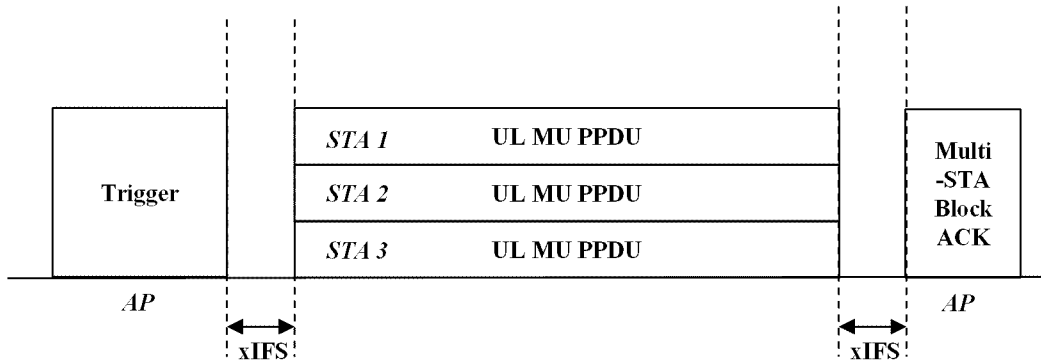 Trigger
STA 1 UL MU PPDU
STA 2 UL MU PPDU
STA 3 UL MU PPDU
Multi
-STA
Block
ACK
AP
AP
xIFS
xIFS